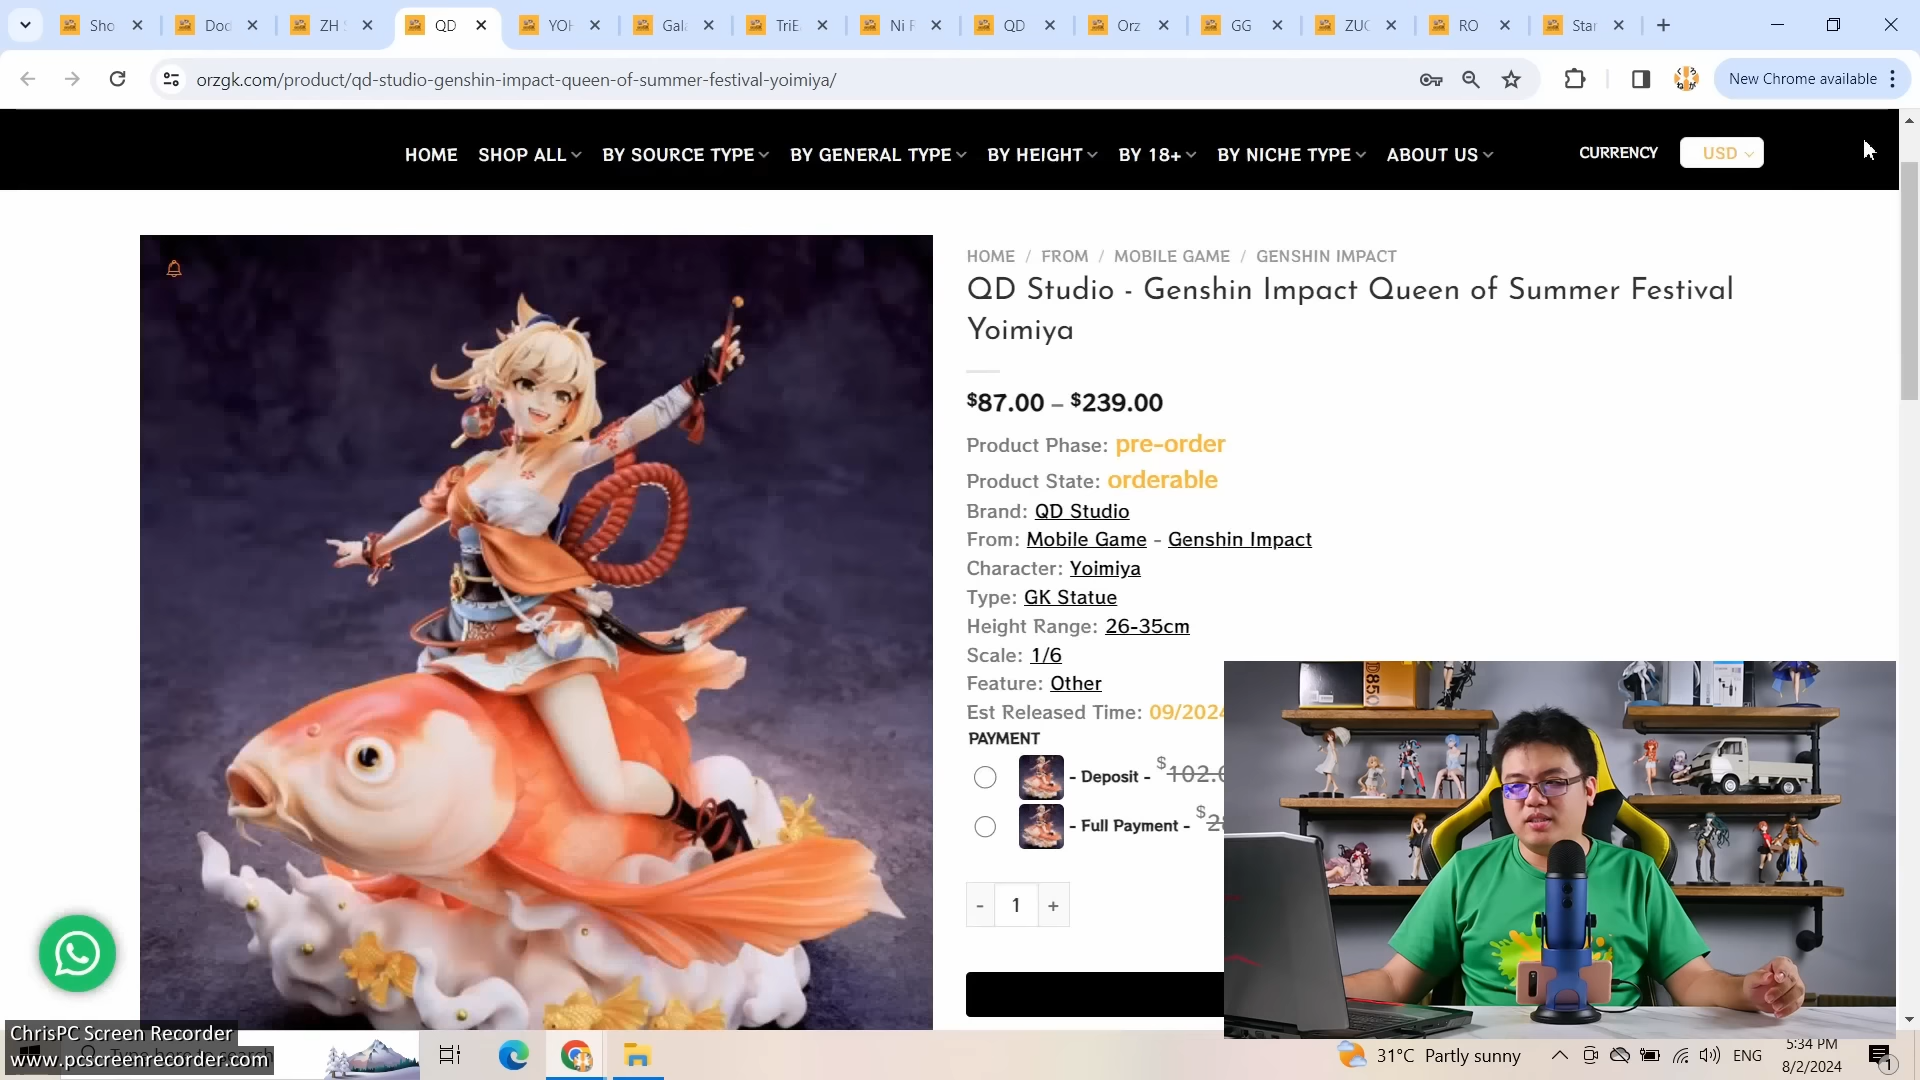 Sho
Dod
ZH
QD
YOH
Gala
TriE
Ni F
QD
Orz
GG
ZUC
RO
Star
orzgk.com/product/qd-studio-genshin-impact-queen-of-summer-festival-yoimiya/
New Chrome available
HOME SHOP ALL BY SOURCE TYPE BY GENERAL TYPE BY HEIGHT BY 18+ BY NICHE TYPE ABOUT US CURRENCY USD
HOME / FROM / MOBILE GAME / GENSHIN IMPACT
QD Studio - Genshin Impact Queen of Summer Festival
Yoimiya
$87.00 – $239.00
Product Phase: pre-order
Product State: orderable
Brand: QD Studio
From: Mobile Game - Genshin Impact
Character: Yoimiya
Type: GK Statue
Height Range: 26-35cm
Scale: 1/6
Feature: Other
Est Released Time: 09/2024
PAYMENT
- Deposit - $102.0
- Full Payment - $2
- 1 +
ChrisPC Screen Recorder
www.pcscreenrecorder.com
31°C Partly sunny
ENG
5:34 PM
8/2/2024
1